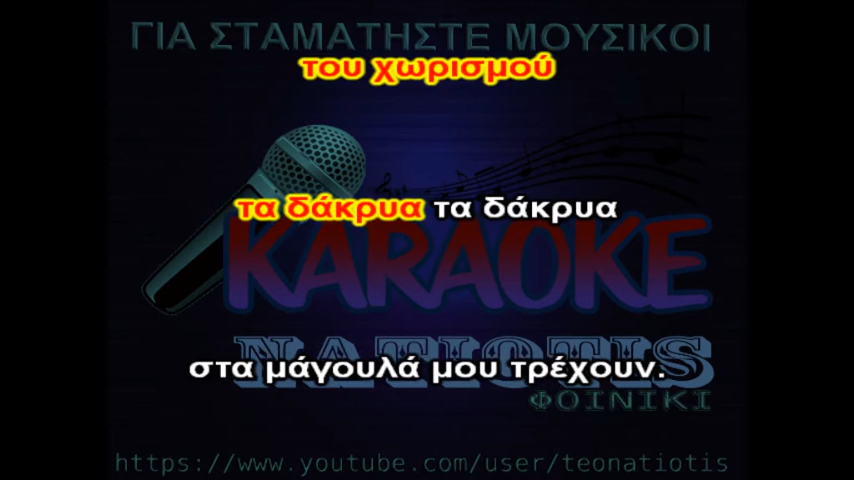 ΓΙΑ ΣΤΑΜΑΤΗΣΤΕ ΜΟΥΣΙΚΟΙ
του χωρισμού
τα δάκρυα τα δάκρυα
KARAOKE
NATIOTIS
στα μάγουλά μου τρέχουν.
ΦΟΙΝΙΚΙ
https://www.youtube.com/user/teonatiotis